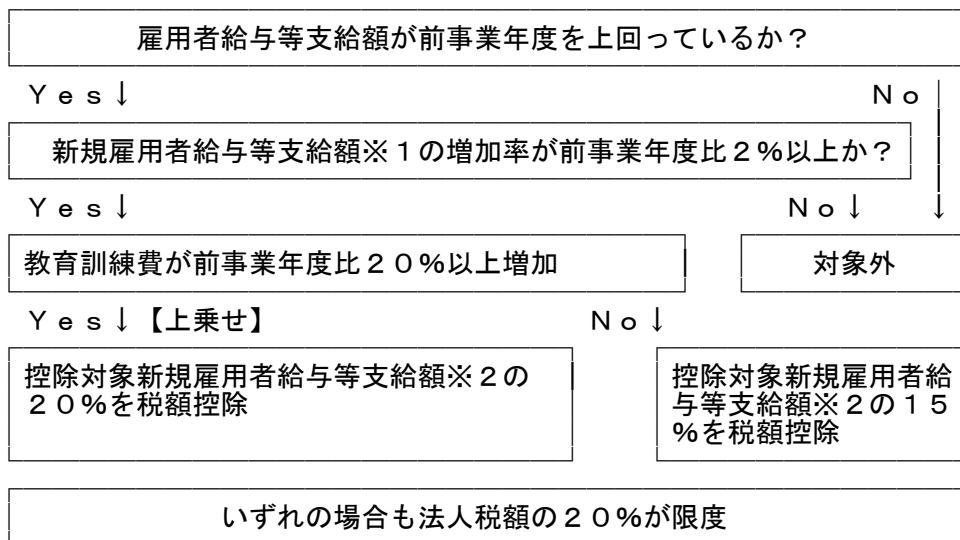 雇用者給与等支給額が前事業年度を上回っているか？
Ｙｅｓ↓ Ｎｏ
新規雇用者給与等支給額※１の増加率が前事業年度比２％以上か？
Ｙｅｓ↓ Ｎｏ↓ ↓
教育訓練費が前事業年度比２０％以上増加 対象外
Ｙｅｓ↓【上乗せ】 Ｎｏ↓
控除対象新規雇用者給与等支給額※２の
２０％を税額控除
控除対象新規雇用者給
与等支給額※２の１５
％を税額控除
いずれの場合も法人税額の２０％が限度